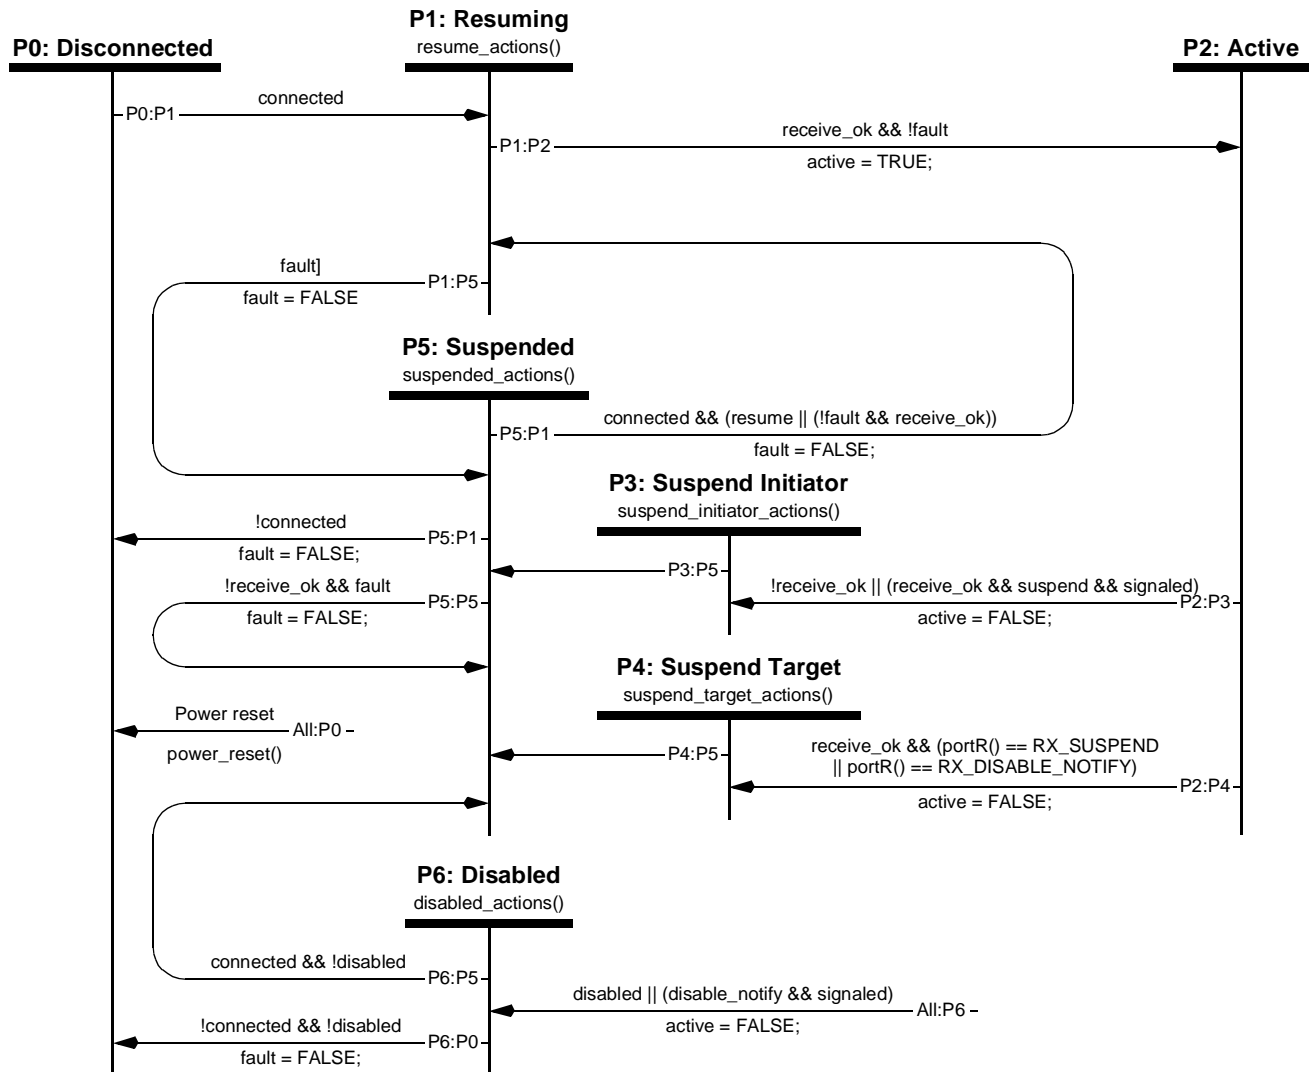 P1: Resuming
P0: Disconnected
resume_actions()
P2: Active
connected
P0:P1
receive_ok && !fault
P1:P2
active = TRUE;
fault]
P1:P5
fault = FALSE
P5: Suspended
suspended_actions()
connected && (resume || (!fault && receive_ok))
P5:P1
fault = FALSE;
P3: Suspend Initiator
suspend_initiator_actions()
!connected
P5:P1
fault = FALSE;
P3:P5
!receive_ok && fault
P5:P5
fault = FALSE;
!receive_ok || (receive_ok && suspend && signaled)
P2:P3
active = FALSE;
P4: Suspend Target
suspend_target_actions()
Power reset
All:P0
power_reset()
P4:P5
receive_ok && (portR() == RX_SUSPEND
|| portR() == RX_DISABLE_NOTIFY)
P2:P4
active = FALSE;
P6: Disabled
disabled_actions()
connected && !disabled
P6:P5
disabled || (disable_notify && signaled)
All:P6
active = FALSE;
!connected && !disabled
P6:P0
fault = FALSE;